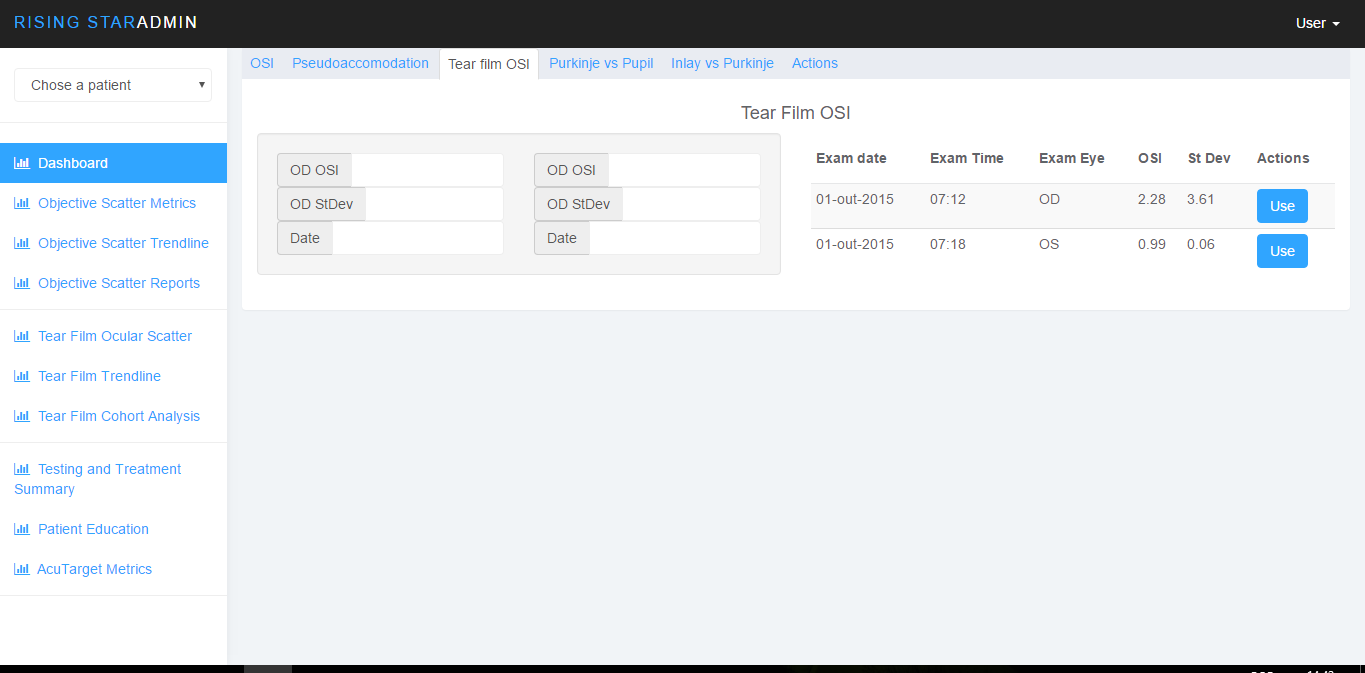 RISING STARADMIN
User
Chose a patient
Dashboard
Objective Scatter Metrics
Objective Scatter Trendline
Objective Scatter Reports
Tear Film Ocular Scatter
Tear Film Trendline
Tear Film Cohort Analysis
Testing and Treatment
Summary
Patient Education
AcuTarget Metrics
OSI Pseudoaccomodation Tear film OSI Purkinje vs Pupil Inlay vs Purkinje Actions
Tear Film OSI
OD OSI OD OSI
OD StDev OD StDev
Date Date
Exam date Exam Time Exam Eye OSI St Dev Actions
01-out-2015 07:12 OD 2.28 3.61 Use
01-out-2015 07:18 OS 0.99 0.06 Use